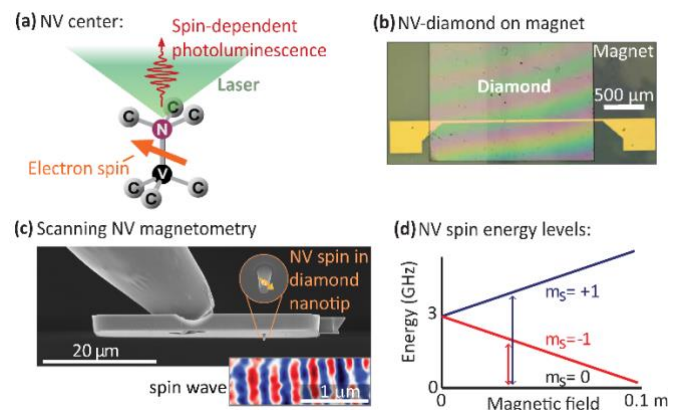 (a) NV center:
Spin-dependent
photoluminescence
Laser
C
C
C
N
Electron spin
V
C
C
C
(b) NV-diamond on magnet
Magnet
Diamond
500 µm
(c) Scanning NV magnetometry
NV spin in
diamond
nanotip
20 µm
spin wave
1 µm
(d) NV spin energy levels:
Energy (GHz)
3
0
mS= +1
mS= -1
mS= 0
0
Magnetic field
0.1 m